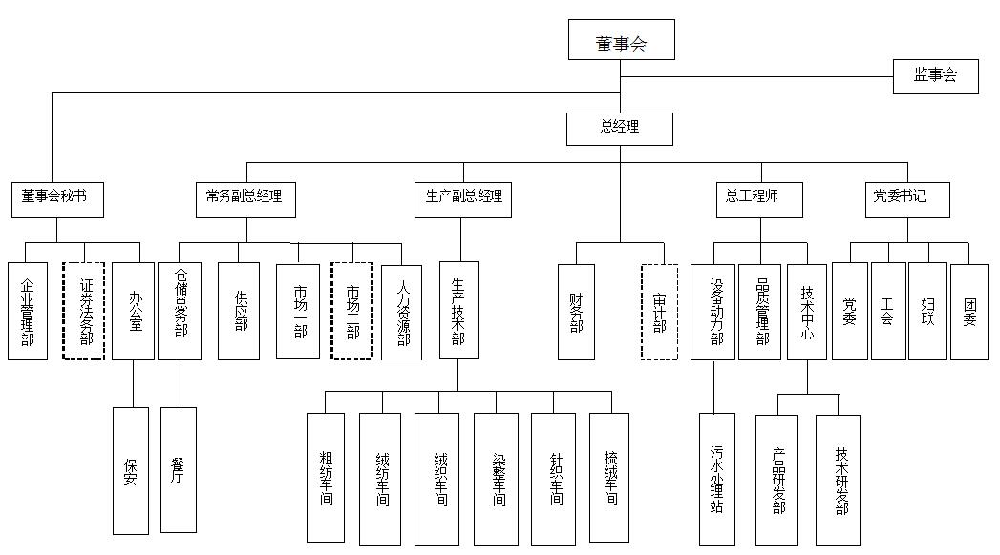 董事会
监事会
总经理
董事会秘书
常务副总经理
生产副总经理
总工程师
党委书记
企业管理部
证券法务部
办公室
仓储总务部
供应部
市场一部
市场二部
人力资源部
生产技术部
财务部
审计部
设备动力部
品质管理部
技术中心
党委
工会
妇联
团委
保安
餐厅
粗纺车间
绒纺车间
绒织车间
染整车间
针织车间
梳绒车间
污水处理站
产品研发部
技术研发部